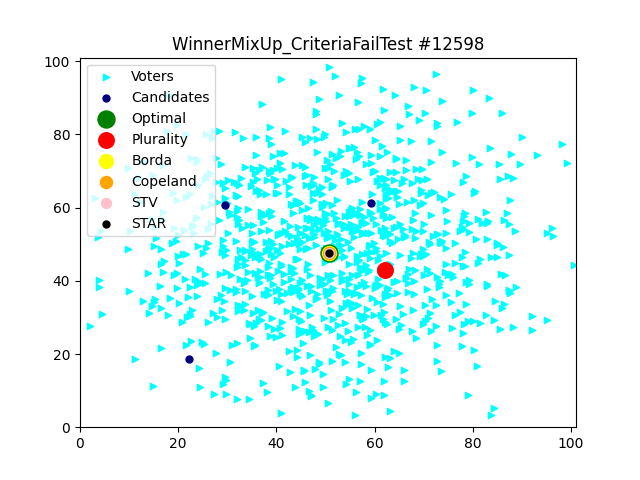 WinnerMixUp_CriteriaFailTest #12598
100
80
60
40
20
0
Voters
Candidates
Optimal
Plurality
Borda
Copeland
STV
STAR
0 20 40 60 80 100